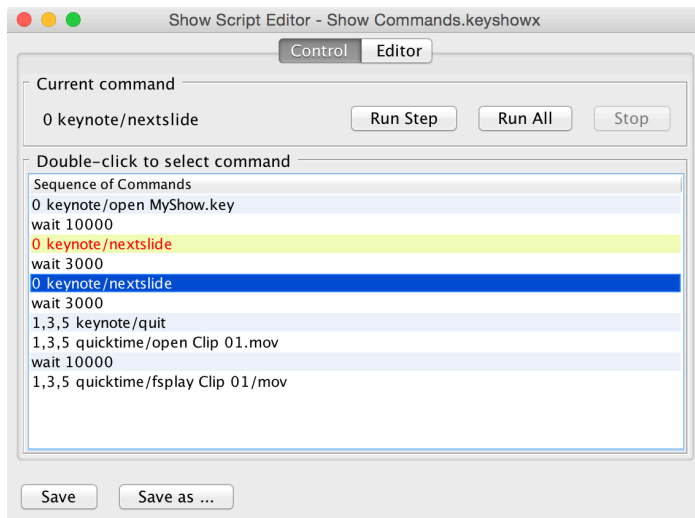 Show Script Editor - Show Commands.keyshowx
Control Editor
Current command
0 keynote/nextslide Run Step Run All Stop
Double-click to select command
Sequence of Commands
0 keynote/open MyShow.key
wait 10000
0 keynote/nextslide
wait 3000
0 keynote/nextslide
wait 3000
1,3,5 keynote/quit
1,3,5 quicktime/open Clip 01.mov
wait 10000
1,3,5 quicktime/fsplay Clip 01/mov
Save Save as ...